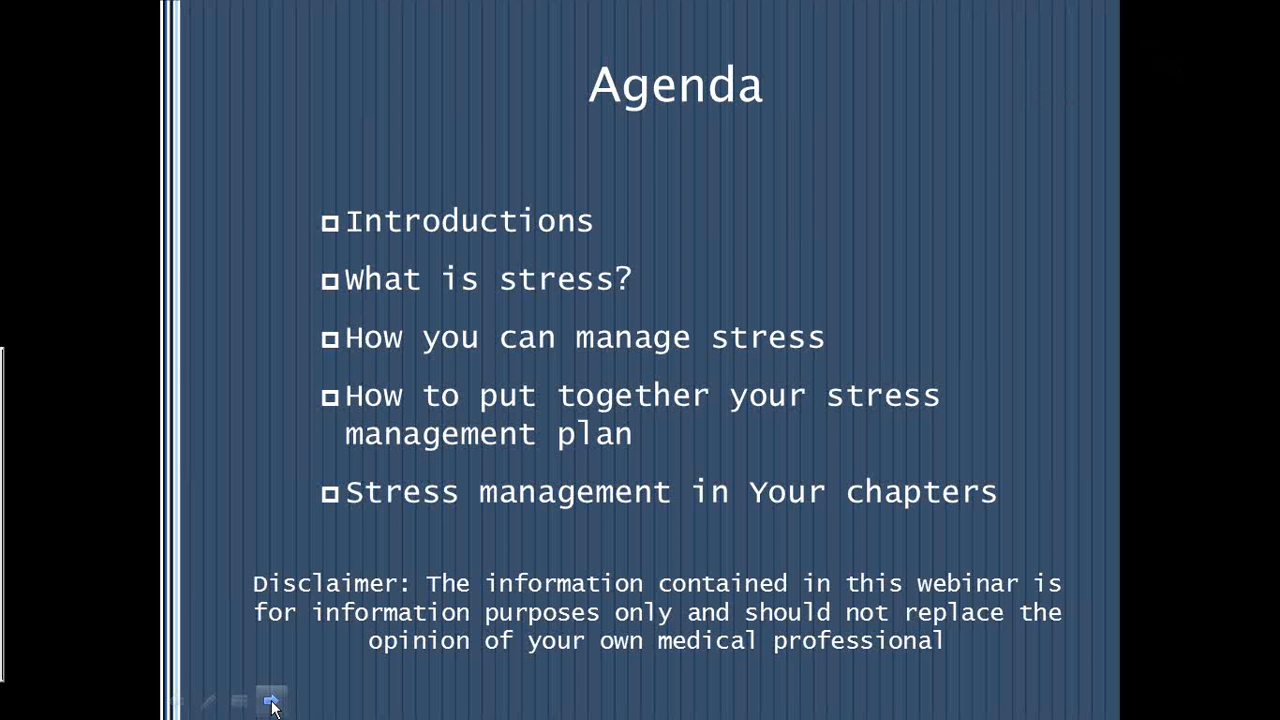 Agenda
Introductions
What is stress?
How you can manage stress
How to put together your stress
management plan
Stress management in Your chapters
Disclaimer: The information contained in this webinar is
for information purposes only and should not replace the
opinion of your own medical professional